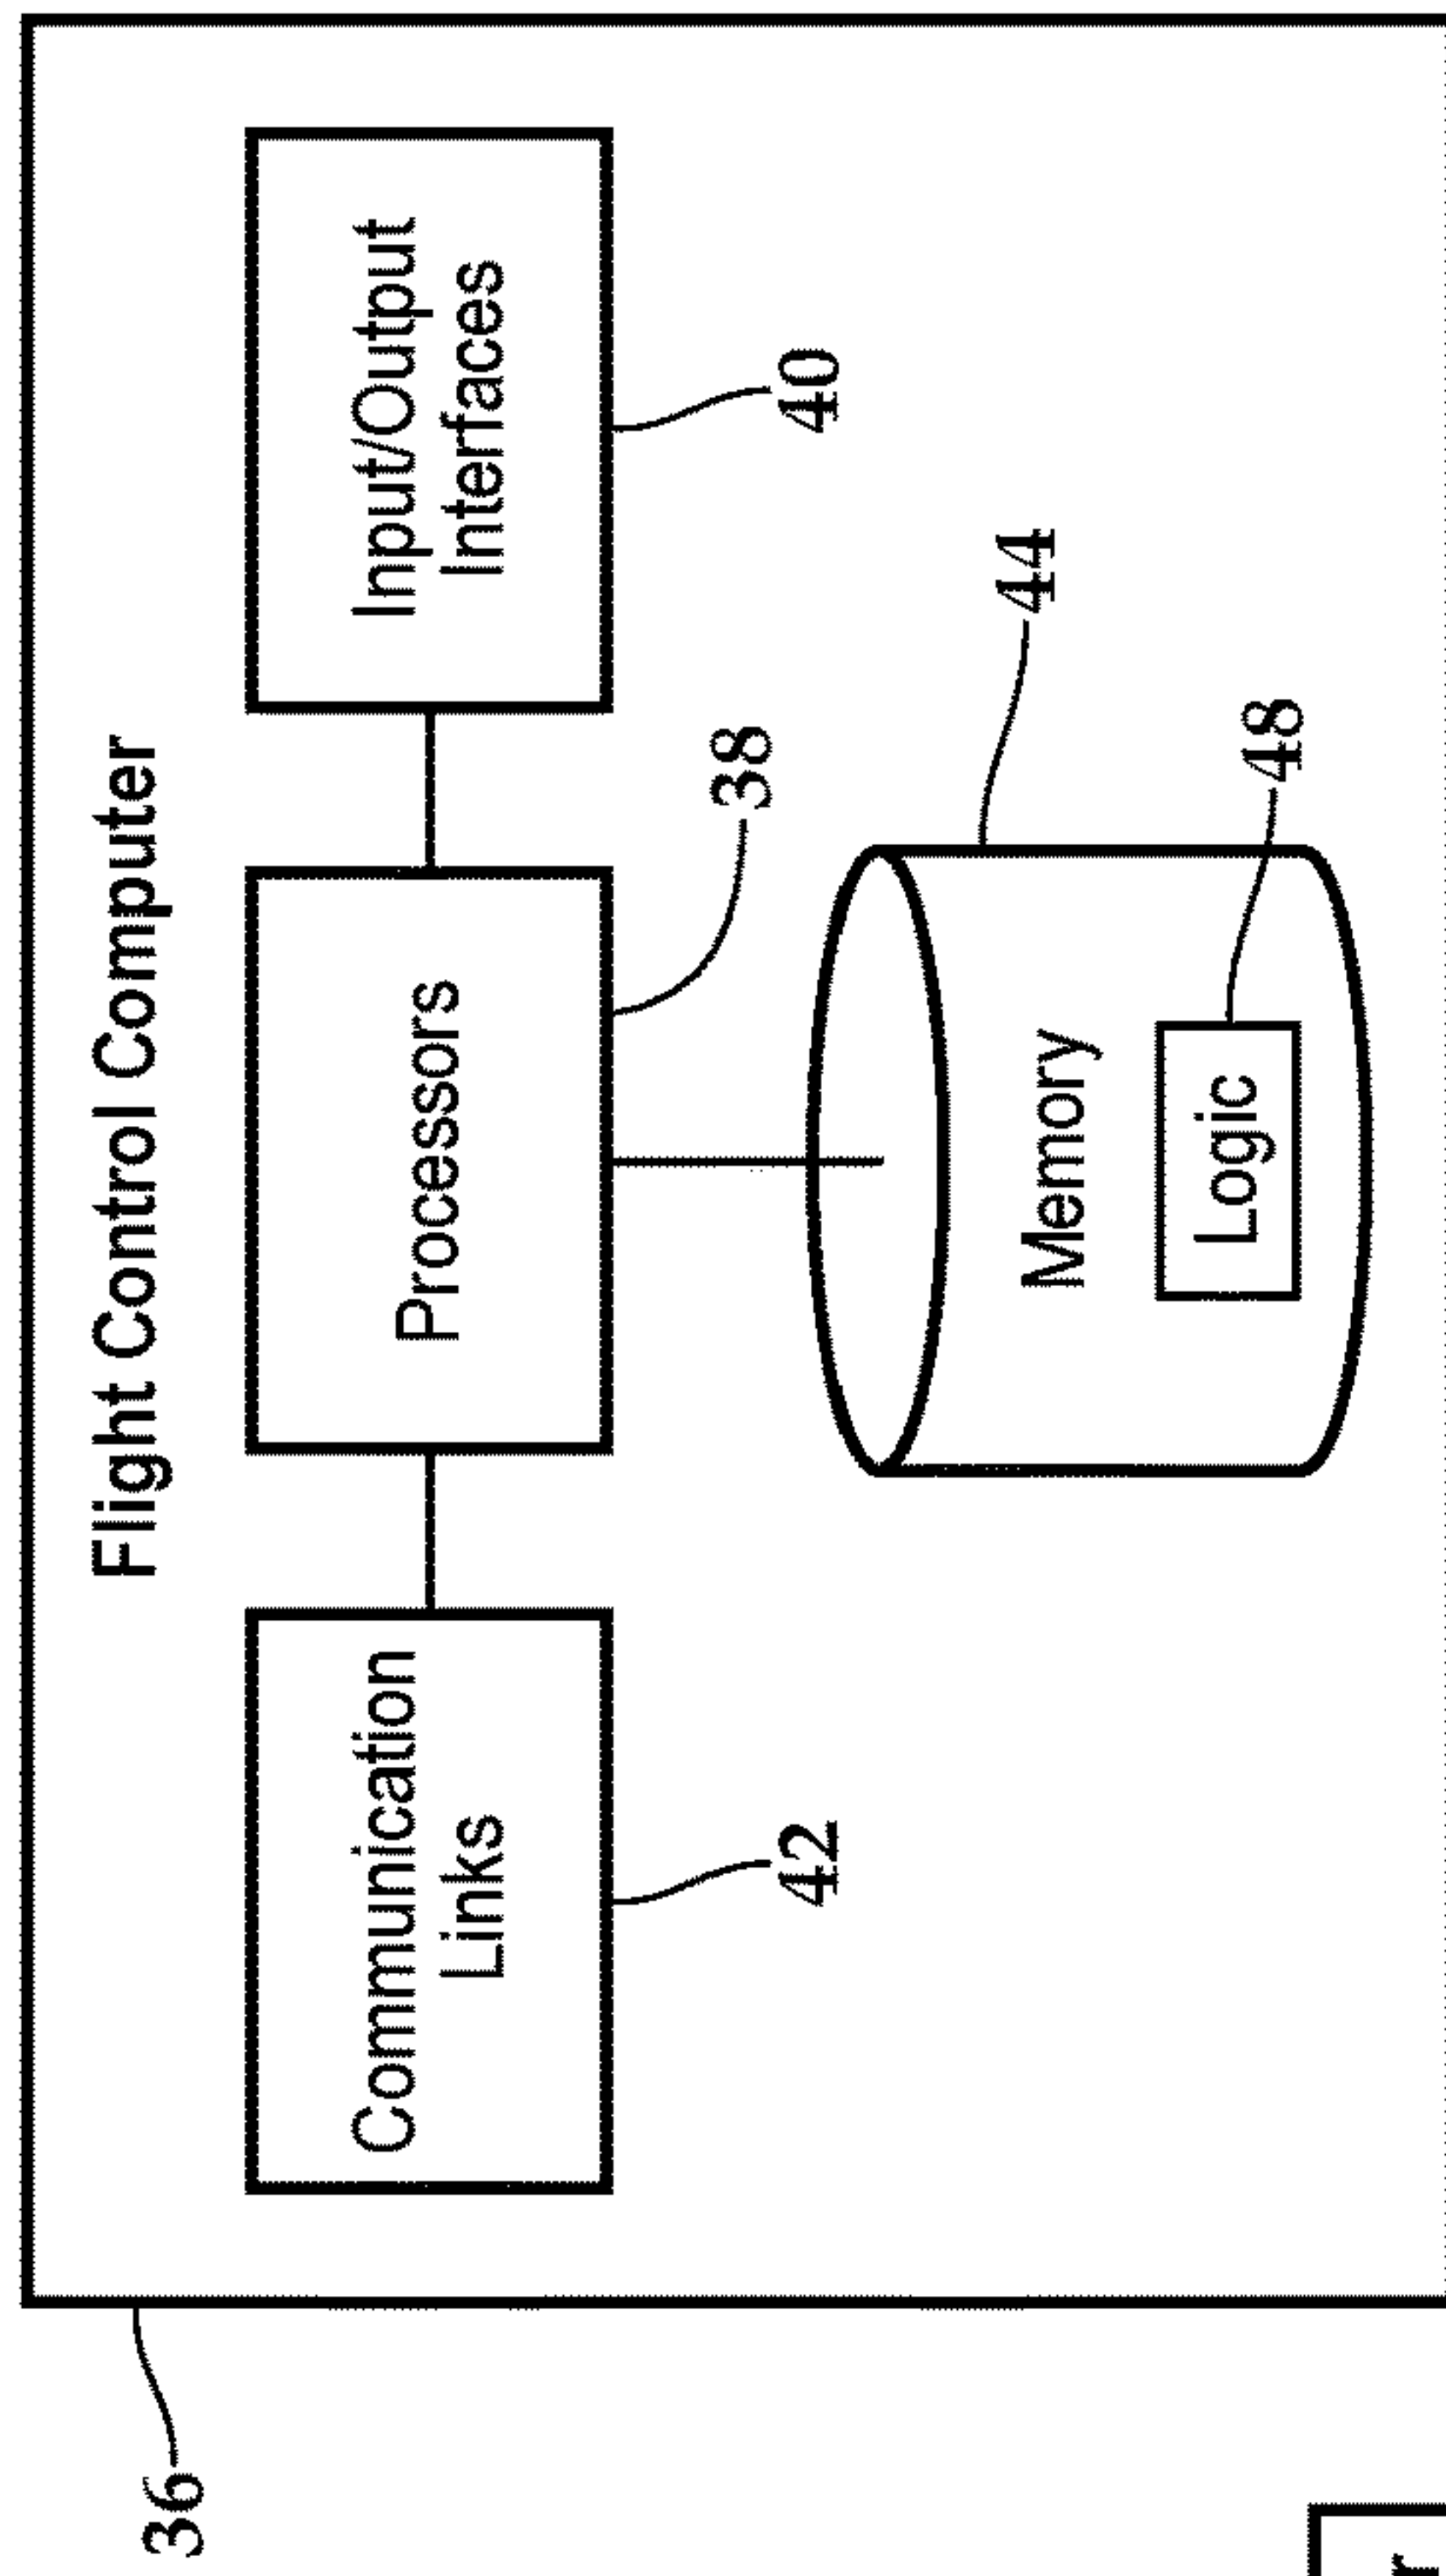 Flight Control Computer
36
Communication
Links
42
Processors
38
Input/Output
Interfaces
40
Memory
44
Logic
48